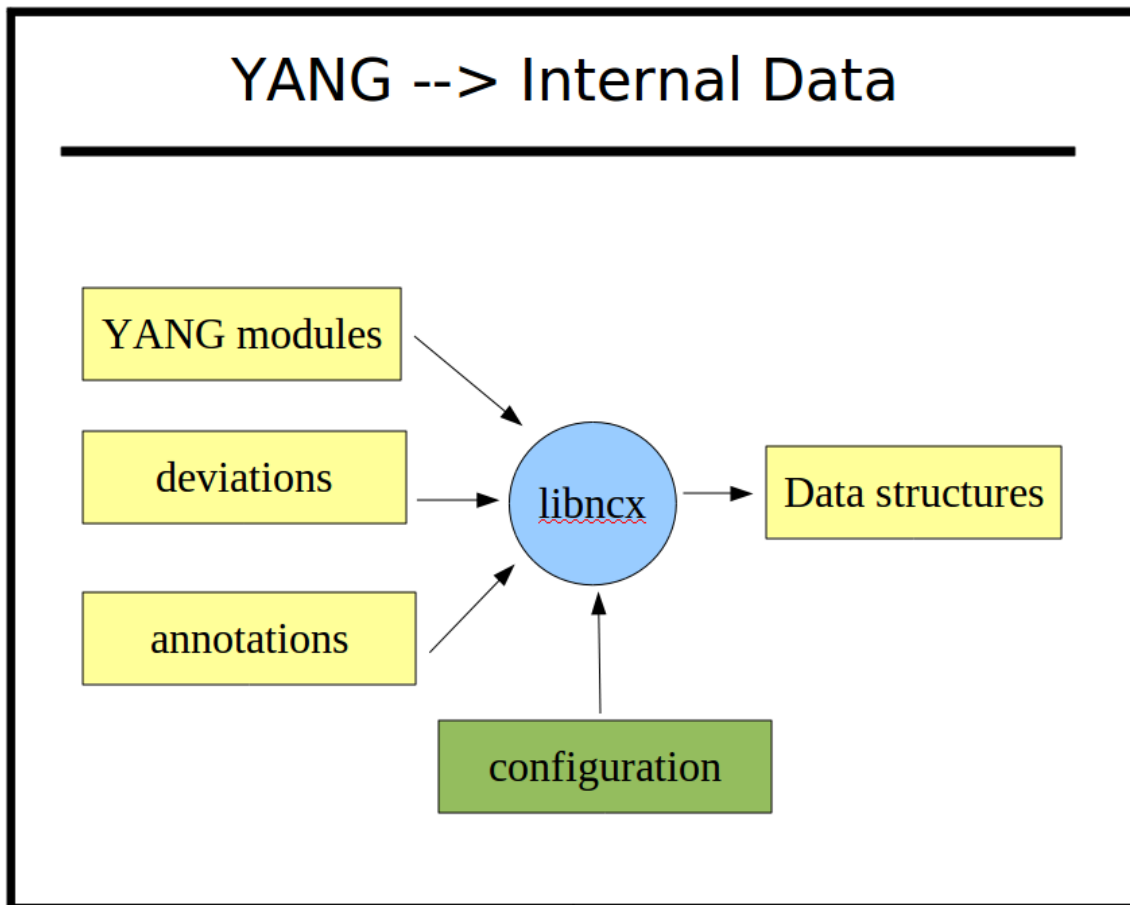 YANG --> Internal Data
YANG modules
deviations
libncx
Data structures
annotations
configuration